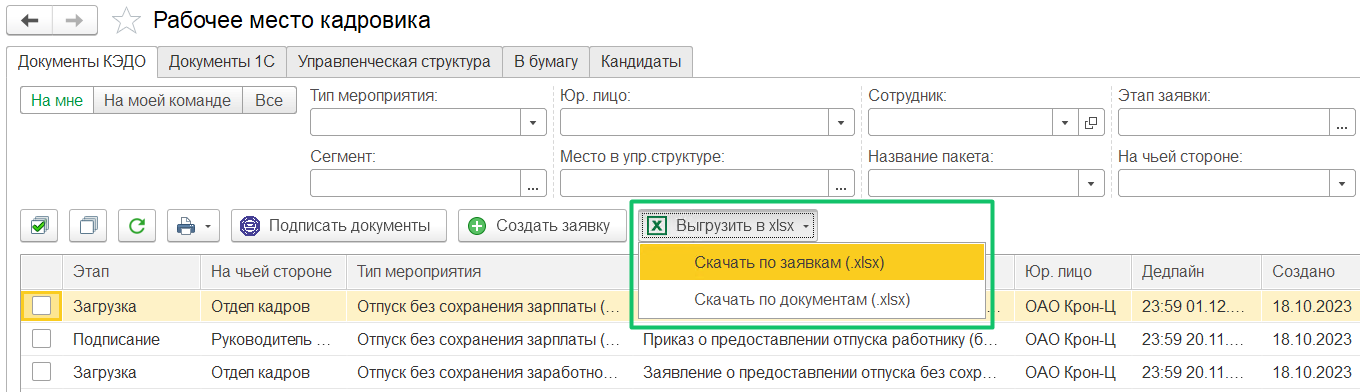 Рабочее место кадровика
Документы КЭДО Документы 1С Управленческая структура В бумагу Кандидаты
На мне На моей команде Все
Тип мероприятия: Юр. лицо: Сотрудник: Этап заявки:
Сегмент: Место в упр.структуре: Название пакета: На чьей стороне:
Подписать документы Создать заявку Выгрузить в xlsx
Скачать по заявкам (.xlsx)
Скачать по документам (.xlsx)
Этап На чьей стороне Тип мероприятия Юр. лицо Дедлайн Создано
Загрузка Отдел кадров Отпуск без сохранения зарплаты (... ОАО Крон-Ц 23:59 01.12.... 18.10.2023
Подписание Руководитель ... Отпуск без сохранения зарплаты (... Приказ о предоставлении отпуска работнику (б... ОАО Крон-Ц 23:59 20.11.... 18.10.2023
Загрузка Отдел кадров Отпуск без сохранения заработно... Заявление о предоставлении отпуска без сохр... ОАО Крон-Ц 23:59 20.11.... 18.10.2023